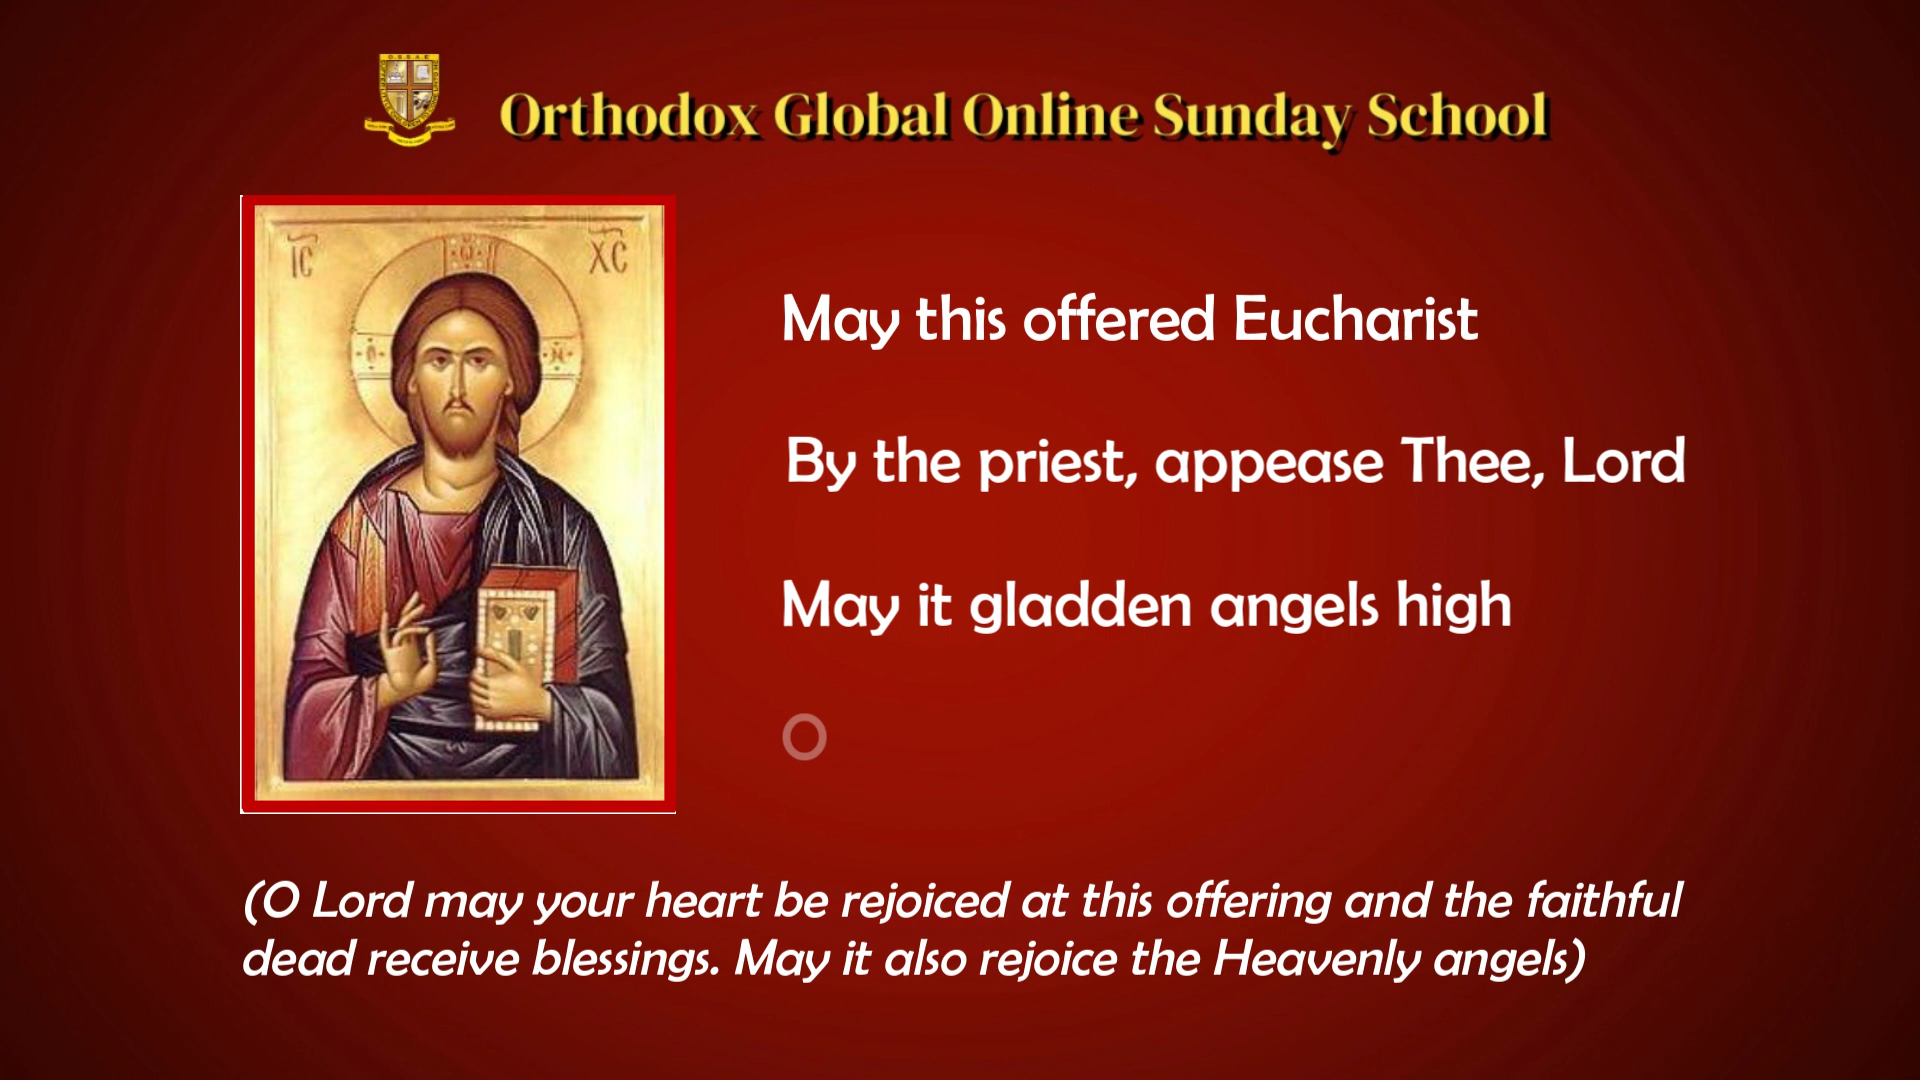 O.S.S.A.E
Orthodox Global Online Sunday School
IC XC
May this offered Eucharist
By the priest, appease Thee, Lord
May it gladden angels high
O
(O Lord may your heart be rejoiced at this offering and the faithful
dead receive blessings. May it also rejoice the Heavenly angels)